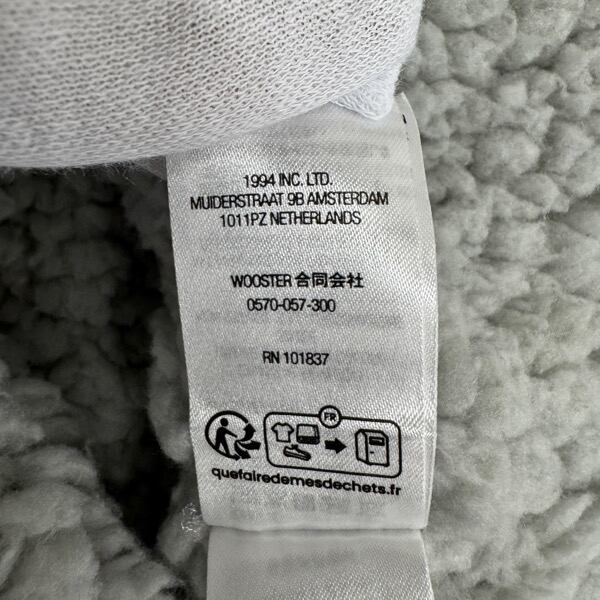 1994 INC. LTD.
MUIDERSTRAAT 9B AMSTERDAM
1011PZ NETHERLANDS
WOOSTER 合同会社
0570-057-300
RN 101837
FR
quefairedemesdechets.fr